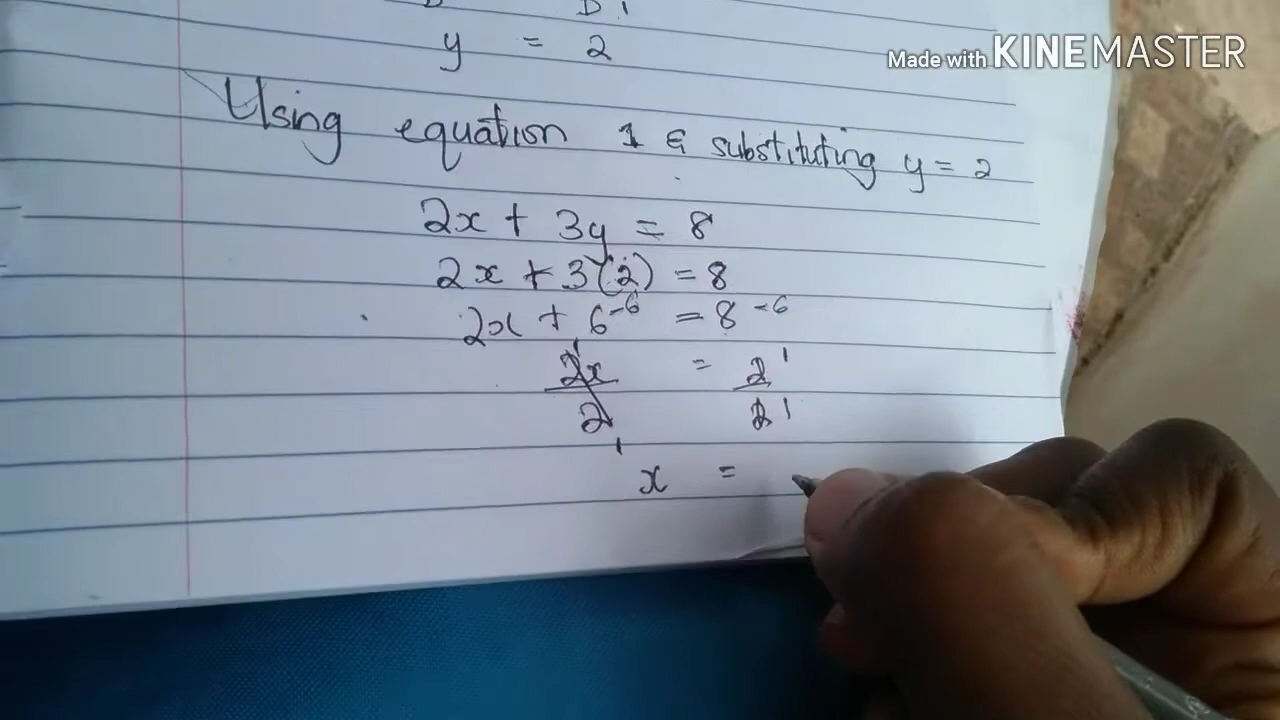 y = 2
Made with KINEMASTER
Using equation 1 & substituting y = 2
2x + 3y = 8
2x + 3(2) = 8
2x + 6 -6 = 8 -6
2x/2 = 2/2
x =